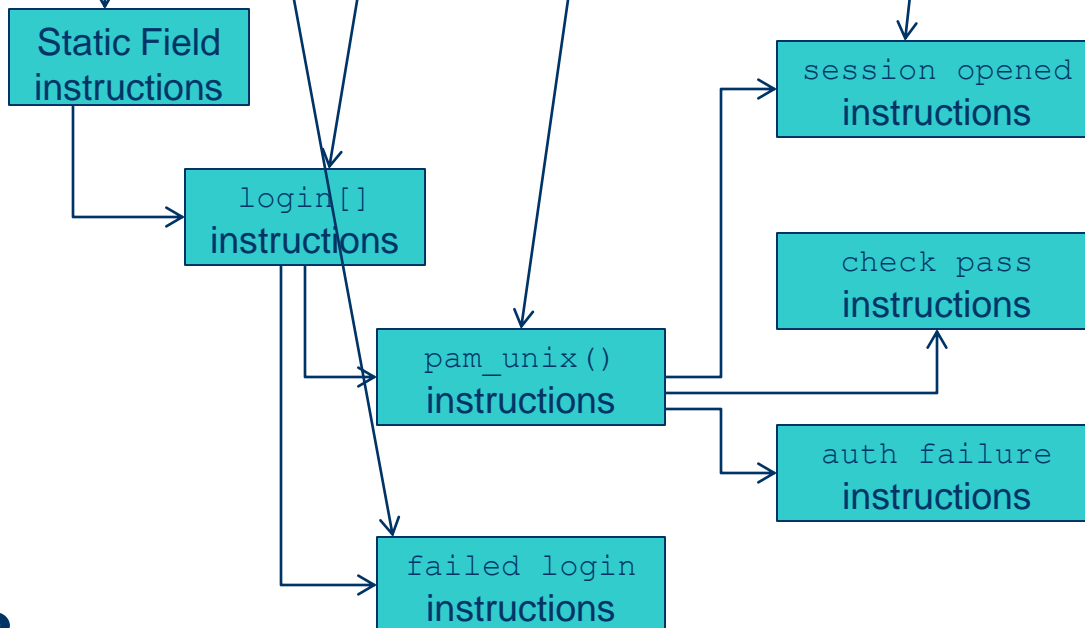 Static Field
instructions
session opened
instructions
login[]
instructions
check pass
instructions
pam_unix()
instructions
auth failure
instructions
failed login
instructions